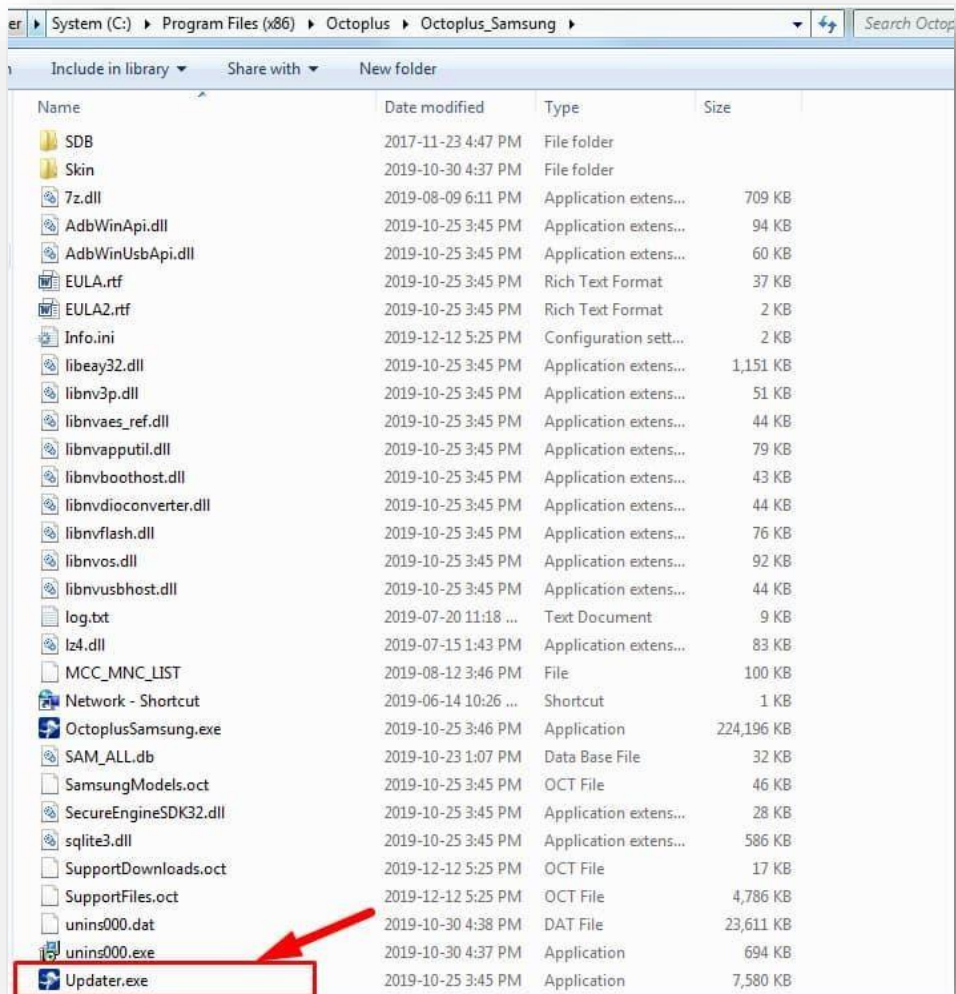 er ▸ System (C:) ▸ Program Files (x86) ▸ Octoplus ▸ Octoplus_Samsung ▸ Search Octop
Include in library ▾ Share with ▾ New folder
Name Date modified Type Size
SDB 2017-11-23 4:47 PM File folder
Skin 2019-10-30 4:37 PM File folder
7z.dll 2019-08-09 6:11 PM Application extens... 709 KB
AdbWinApi.dll 2019-10-25 3:45 PM Application extens... 94 KB
AdbWinUsbApi.dll 2019-10-25 3:45 PM Application extens... 60 KB
EULA.rtf 2019-10-25 3:45 PM Rich Text Format 37 KB
EULA2.rtf 2019-10-25 3:45 PM Rich Text Format 2 KB
Info.ini 2019-12-12 5:25 PM Configuration sett... 2 KB
libeay32.dll 2019-10-25 3:45 PM Application extens... 1,151 KB
libnv3p.dll 2019-10-25 3:45 PM Application extens... 51 KB
libnvaes_ref.dll 2019-10-25 3:45 PM Application extens... 44 KB
libnvapputil.dll 2019-10-25 3:45 PM Application extens... 79 KB
libnvboothost.dll 2019-10-25 3:45 PM Application extens... 43 KB
libnvdioconverter.dll 2019-10-25 3:45 PM Application extens... 44 KB
libnvflash.dll 2019-10-25 3:45 PM Application extens... 76 KB
libnvos.dll 2019-10-25 3:45 PM Application extens... 92 KB
libnvusbhost.dll 2019-10-25 3:45 PM Application extens... 44 KB
log.txt 2019-07-20 11:18 ... Text Document 9 KB
lz4.dll 2019-07-15 1:43 PM Application extens... 83 KB
MCC_MNC_LIST 2019-08-12 3:46 PM File 100 KB
Network - Shortcut 2019-06-14 10:26 ... Shortcut 1 KB
OctoplusSamsung.exe 2019-10-25 3:46 PM Application 224,196 KB
SAM_ALL.db 2019-10-23 1:07 PM Data Base File 32 KB
SamsungModels.oct 2019-10-25 3:45 PM OCT File 46 KB
SecureEngineSDK32.dll 2019-10-25 3:45 PM Application extens... 28 KB
sqlite3.dll 2019-10-25 3:45 PM Application extens... 586 KB
SupportDownloads.oct 2019-12-12 5:25 PM OCT File 17 KB
SupportFiles.oct 2019-12-12 5:25 PM OCT File 4,786 KB
unins000.dat 2019-10-30 4:38 PM DAT File 23,611 KB
unins000.exe 2019-10-30 4:37 PM Application 694 KB
Updater.exe 2019-10-25 3:45 PM Application 7,580 KB